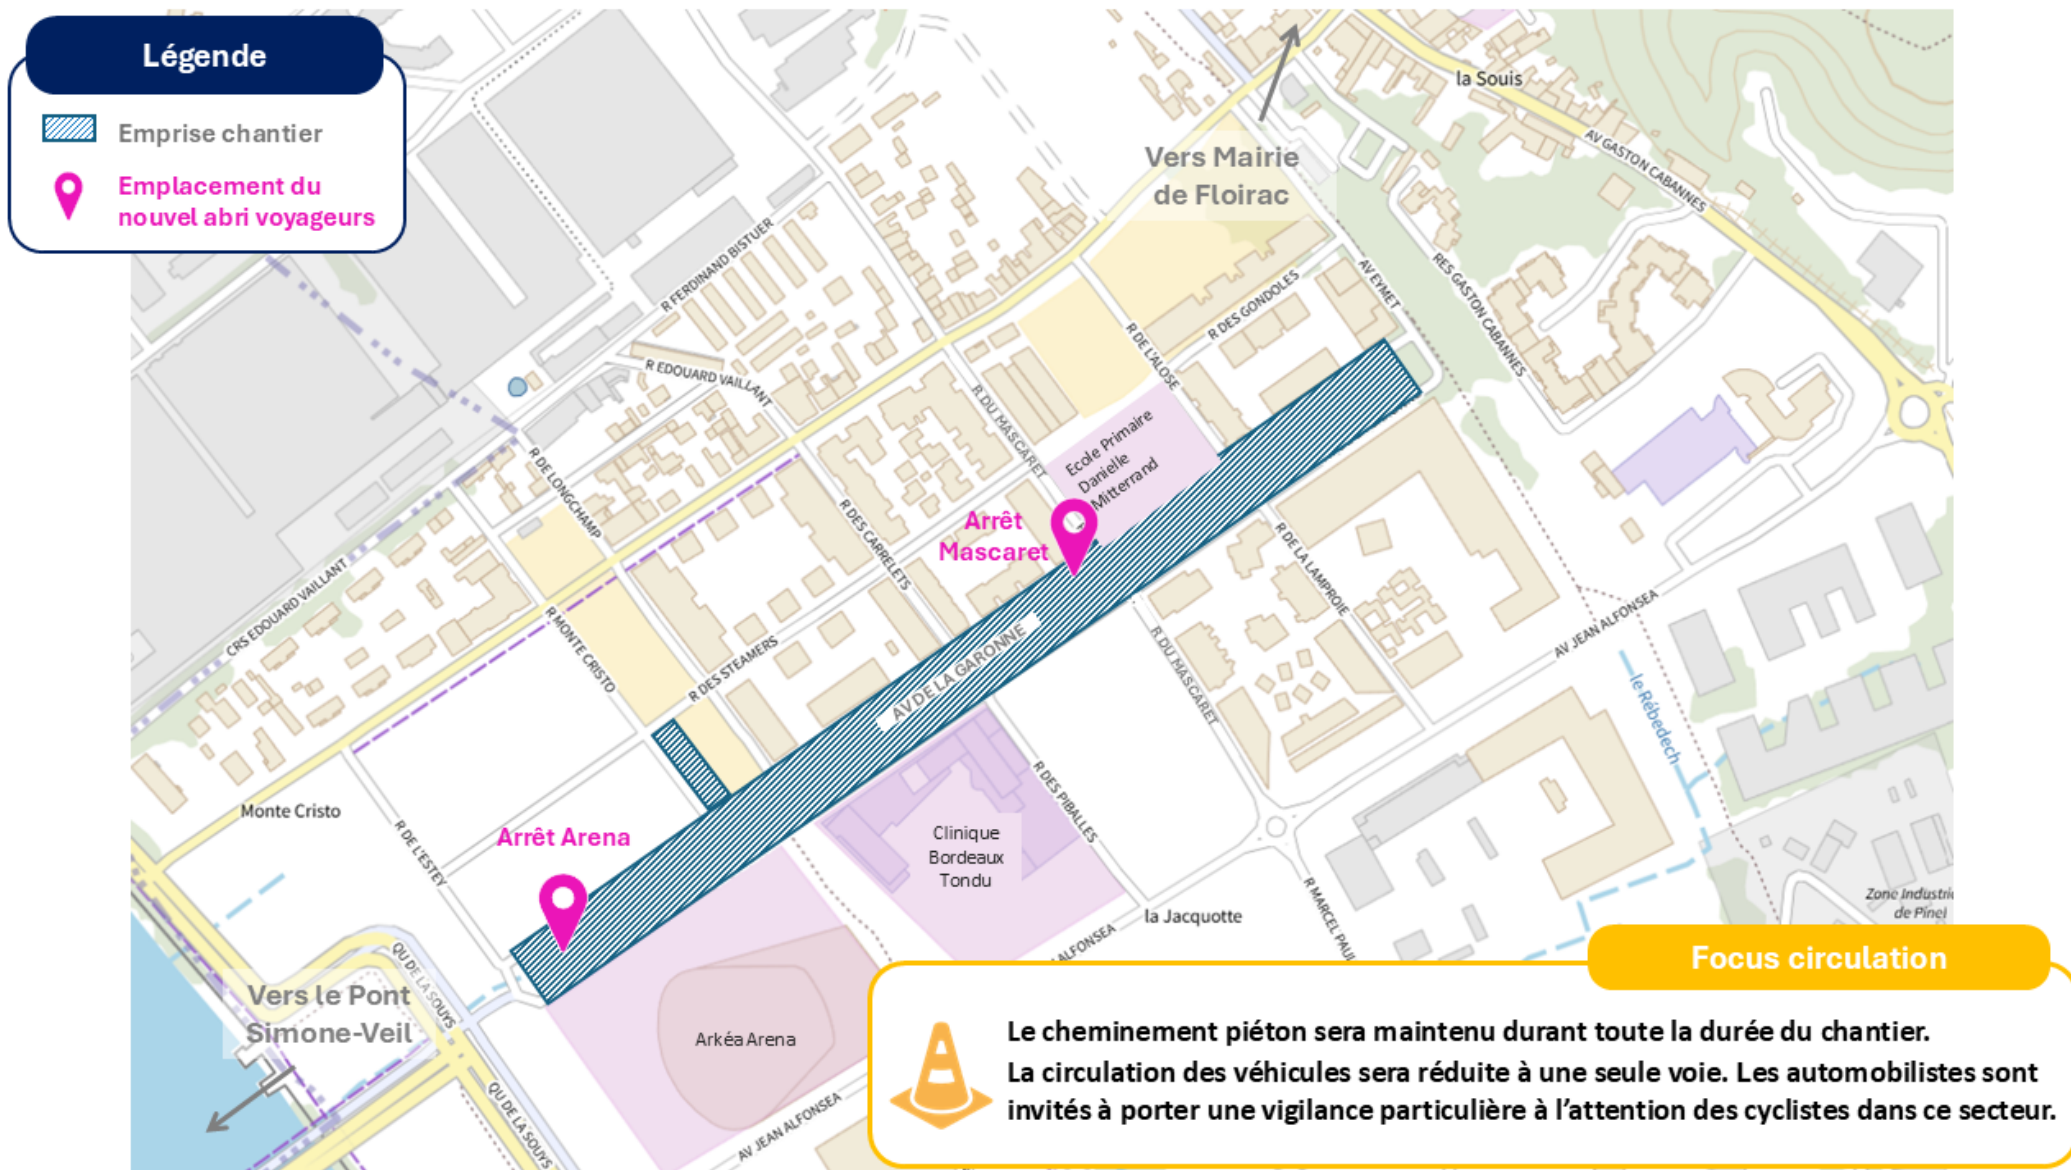 Légende
Emprise chantier
Emplacement du
nouvel abri voyageurs
la Souis
AV GASTON CABANNES
Vers Mairie
de Floirac
R FERDINAND BISTUER
RES GASTON CABANNES
AV EYMET
R DES GONDOLES
R DE L'ALOSE
R EDOUARD VAILLANT
R DU MASCARET
Ecole Primaire
Danielle
Mitterrand
R DE LONGCHAMP
R DES CARRELETS
Arrêt
Mascaret
R DE LA LAMPROIE
CRS EDOUARD VAILLANT
R MONTE CRISTO
R DES STEAMERS
AV DE LA GARONNE
R DU MASCARET
AV JEAN ALFONSEA
le Rébedech
Monte Cristo
R DE L'ESTEY
Arrêt Arena
R DES PIBALLES
Clinique
Bordeaux
Tondu
la Jacquotte
R MARCEL PAUL
Zone Industri
de Pinel
ALFONSEA
QU DE LA SOUYS
Vers le Pont
Simone-Veil
Arkéa Arena
QU DE LA SOUYS
AV JEAN ALFONSEA
Focus circulation
Le cheminement piéton sera maintenu durant toute la durée du chantier.
La circulation des véhicules sera réduite à une seule voie. Les automobilistes sont
invités à porter une vigilance particulière à l'attention des cyclistes dans ce secteur.